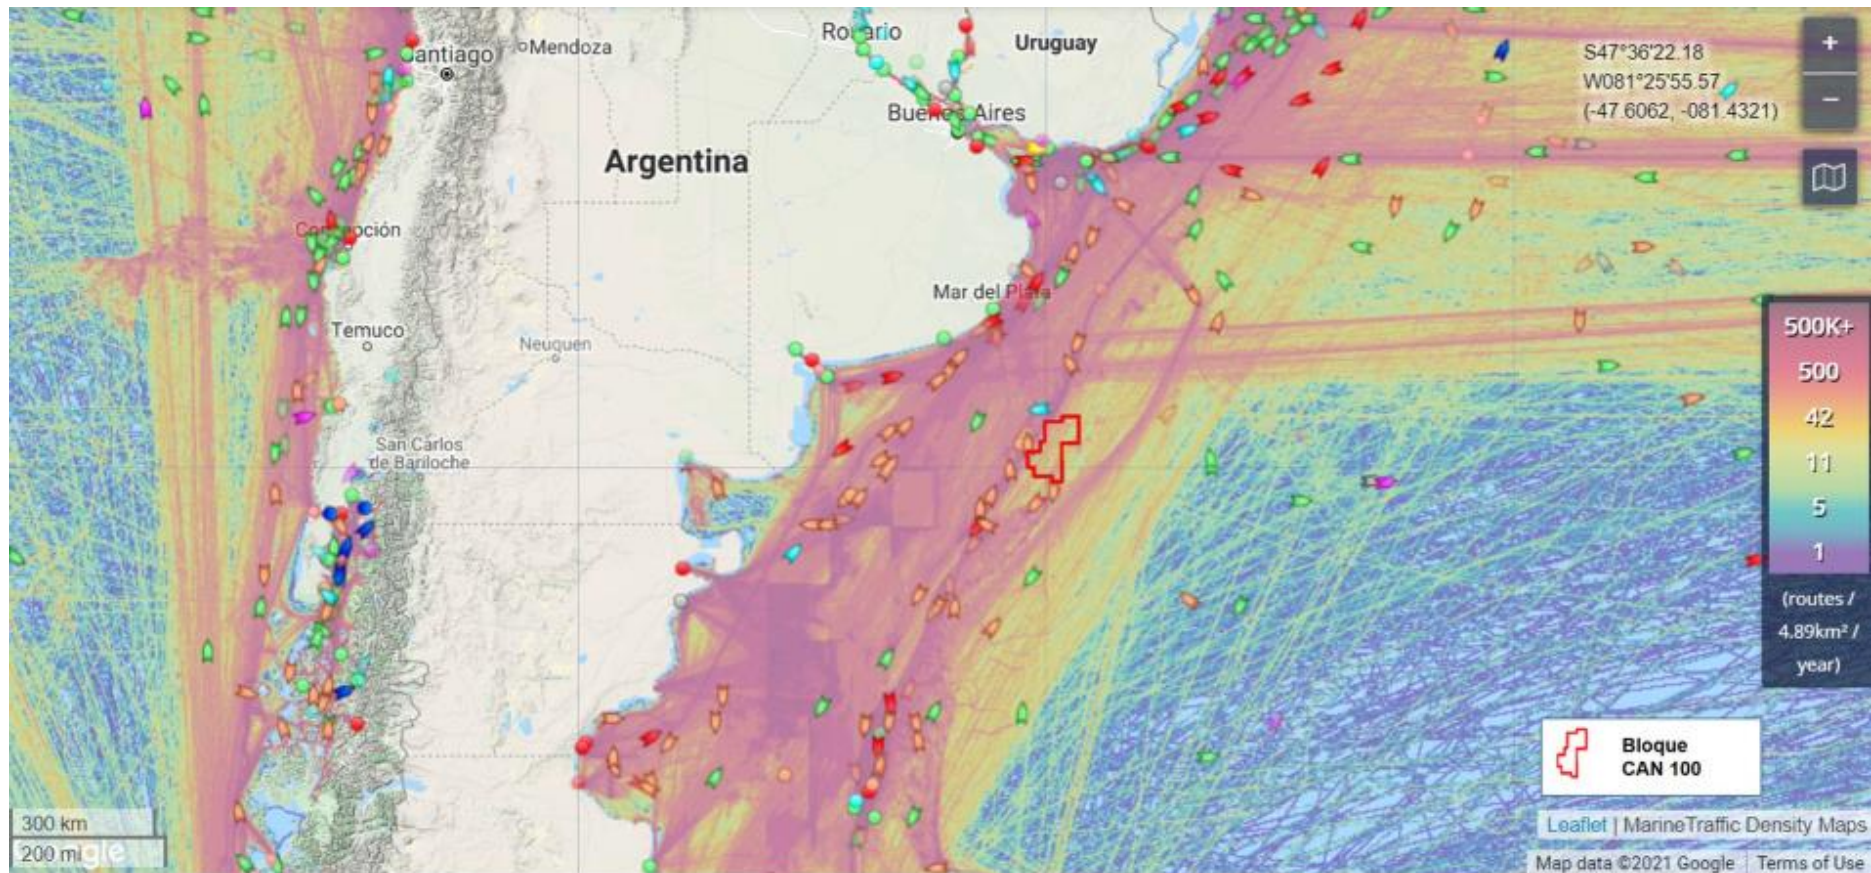 Santiago
Mendoza
Rosario
Uruguay
S47°36'22.18
W081°25'55.57
(-47.6062, -081.4321)
+
−
Buenos Aires
Argentina
Concepción
Mar del Plata
Temuco
Neuquen
San Carlos
de Bariloche
500K+
500
42
11
5
1
(routes /
4.89km² /
year)
Bloque
CAN 100
300 km
200 mi
Leaflet | MarineTraffic Density Maps
Map data ©2021 Google
Terms of Use